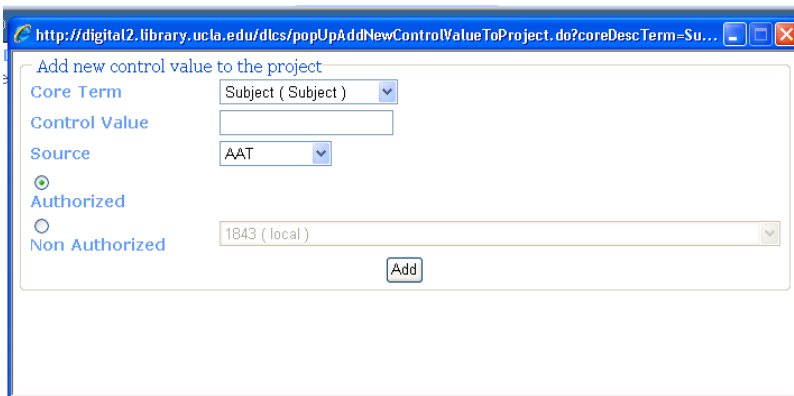 http://digital2.library.ucla.edu/dlcs/popUpAddNewControlValueToProject.do?coreDescTerm=Su...
Add new control value to the project
Core Term Subject ( Subject )
Control Value
Source AAT
Authorized
Non Authorized 1843 ( local )
Add